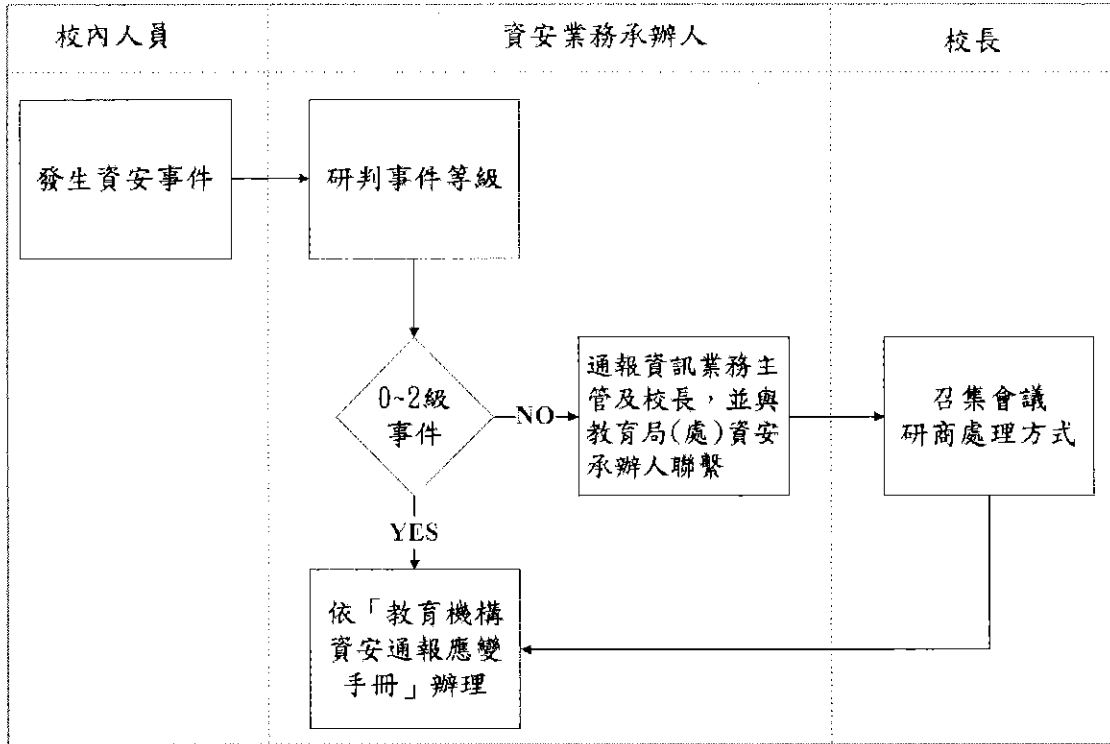 校內人員
資安業務承辦人
校長
發生資安事件
研判事件等級
0~2級
事件
NO
通報資訊業務主
管及校長，並與
教育局(處)資安
承辦人聯繫
召集會議
研商處理方式
YES
依「教育機構
資安通報應變
手冊」辦理